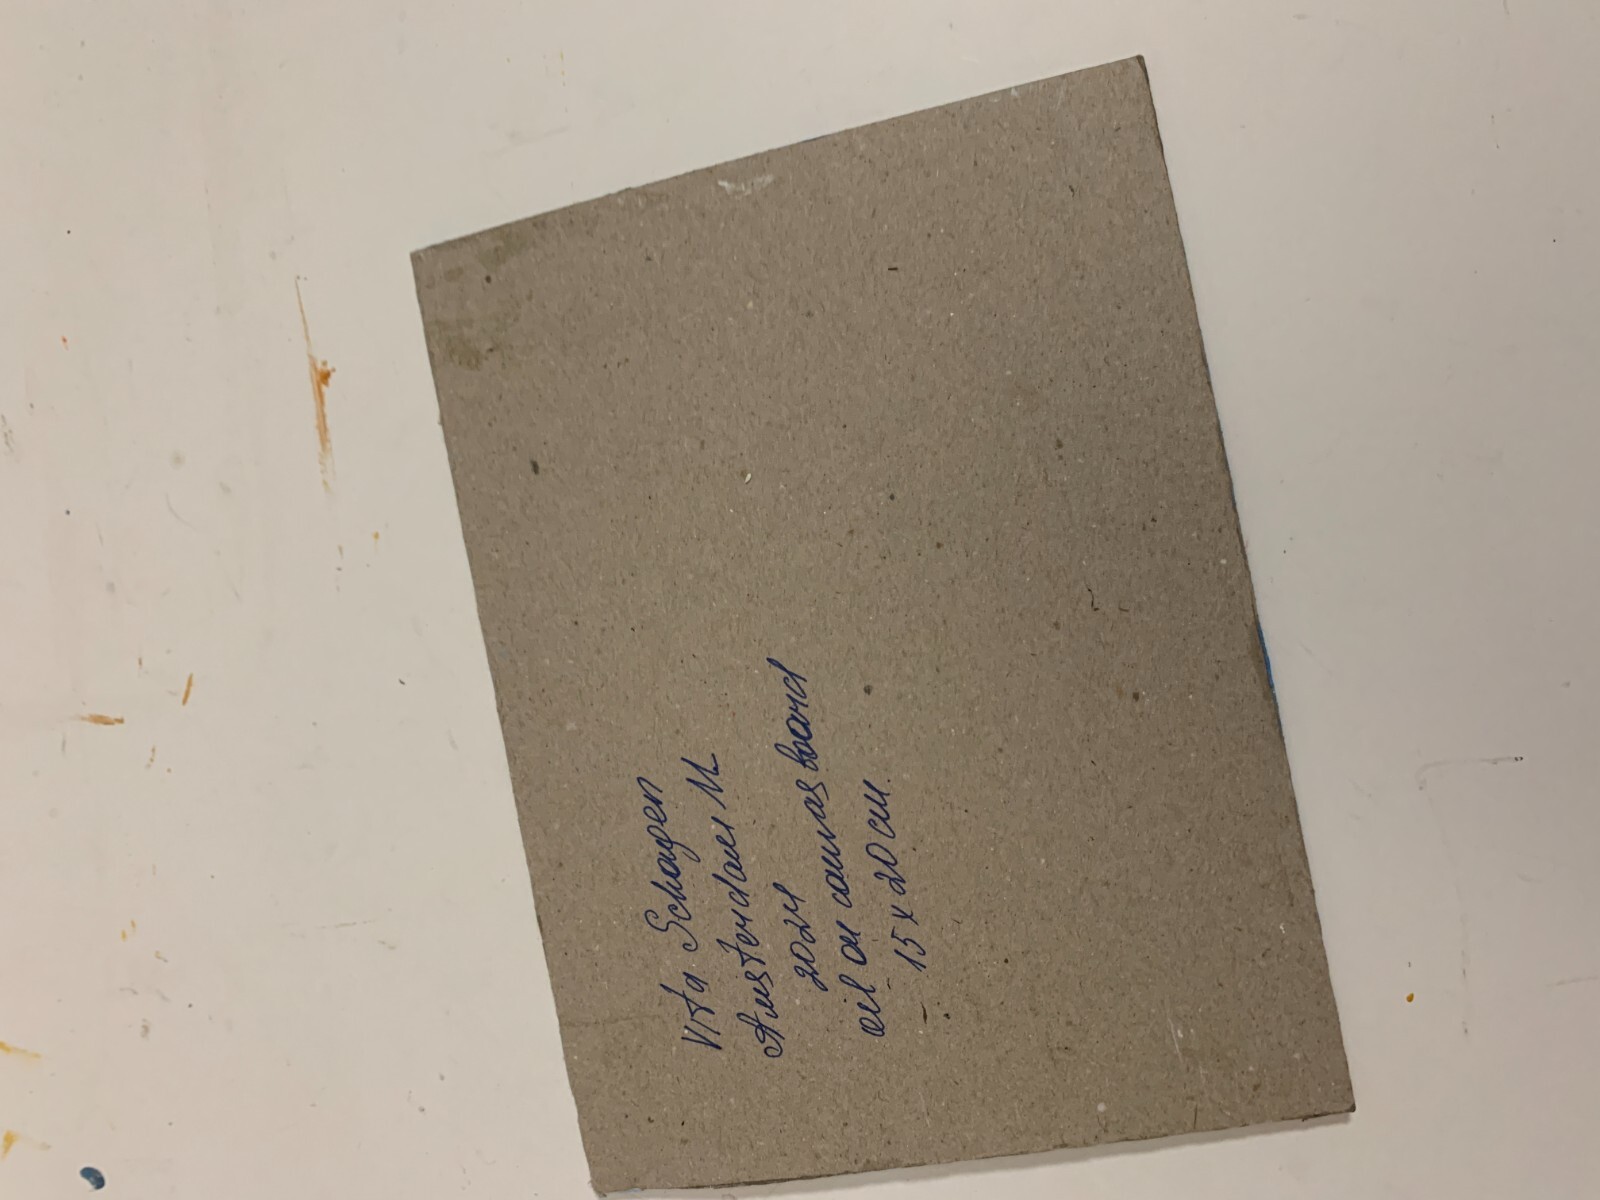 Vita Schagen
Amsterdam NL
2024
oil on canvas board
15 x 20 cm.